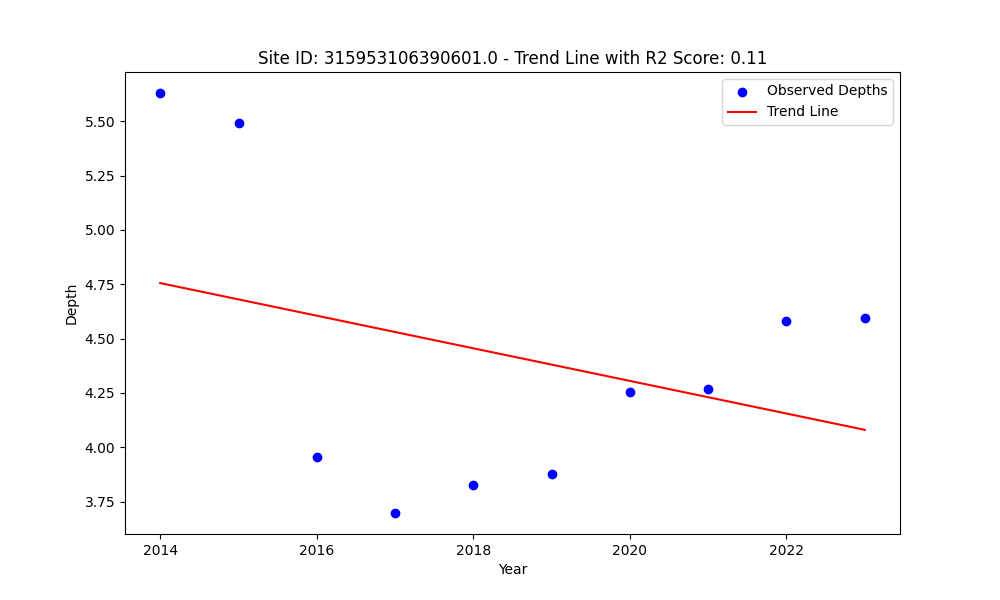 Site ID: 315953106390601.0 - Trend Line with R2 Score: 0.11
Observed Depths
Trend Line
5.50
5.25
5.00
4.75
4.50
4.25
4.00
3.75
Depth
2014
2016
2018
2020
2022
Year